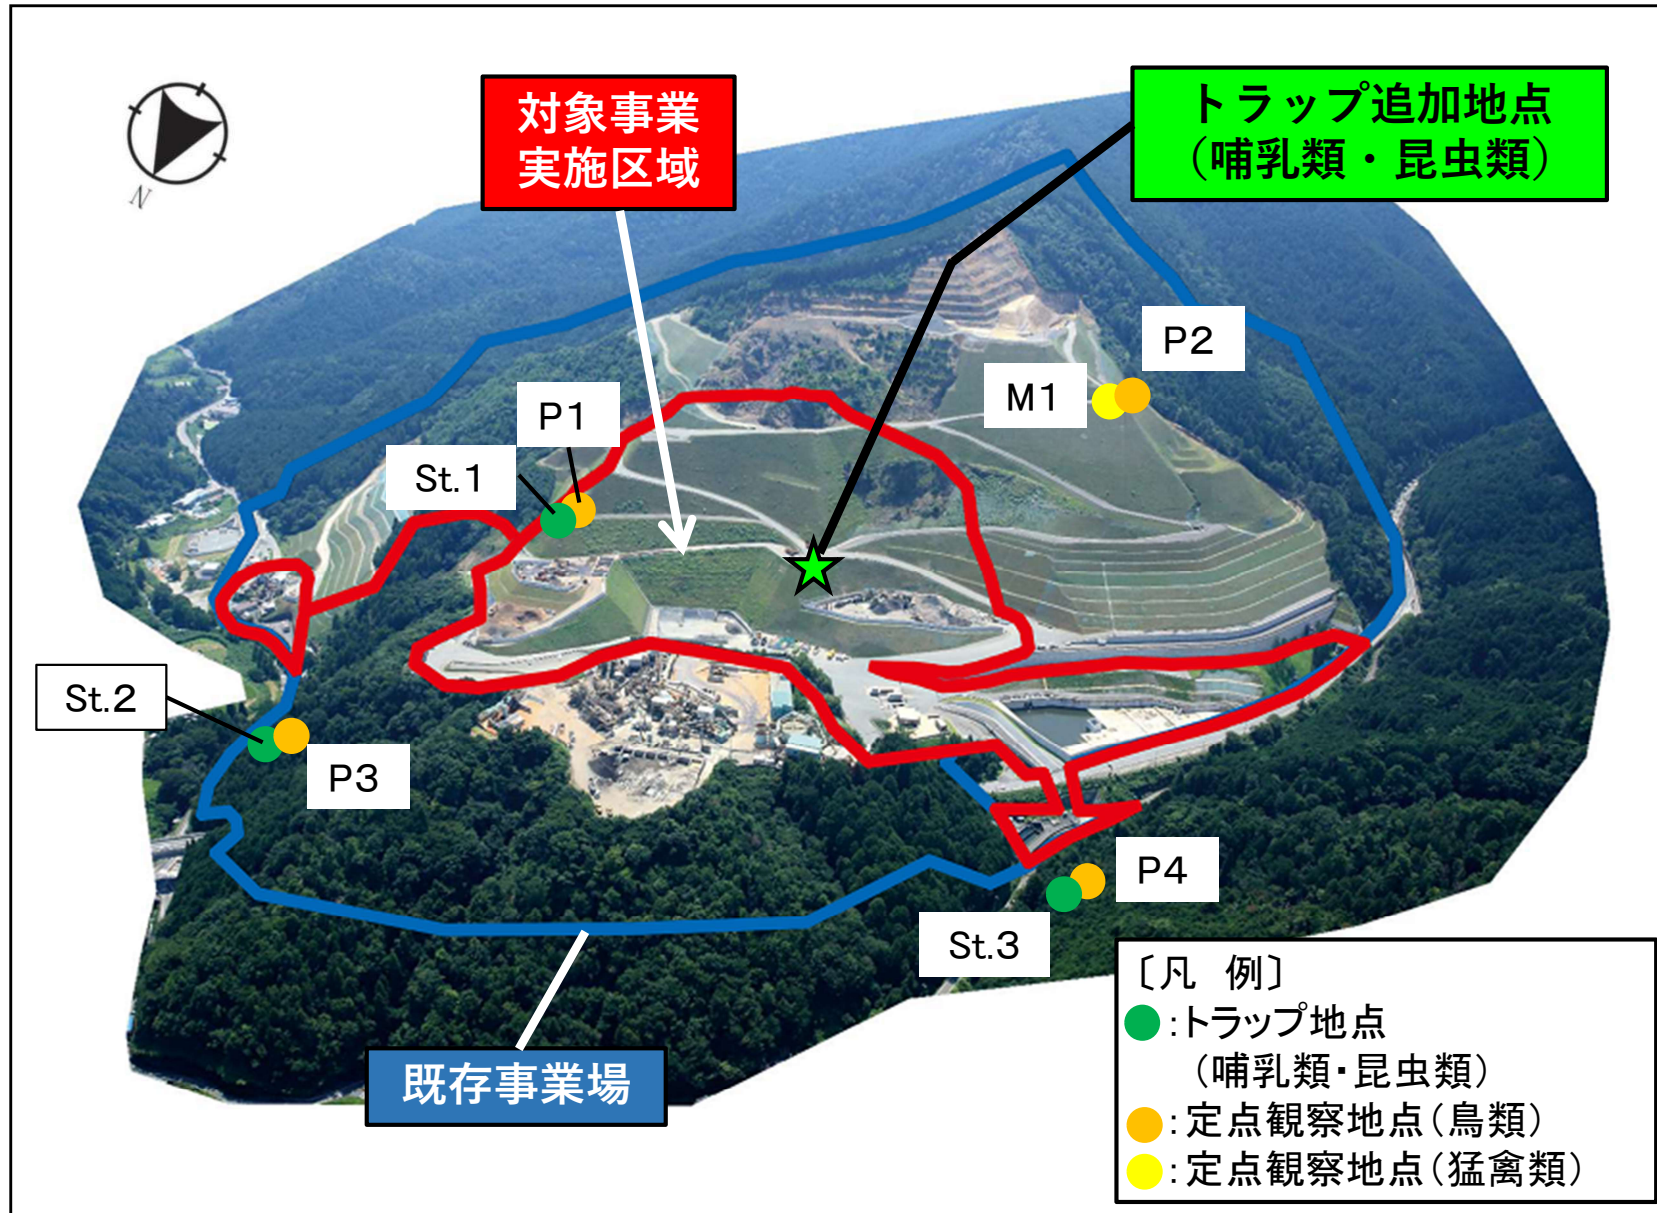 N
対象事業
実施区域
トラップ追加地点
（哺乳類・昆虫類）
P2
M1
P1
St.1
St.2
P3
P4
St.3
既存事業場
〔凡 例〕
：トラップ地点
（哺乳類・昆虫類）
：定点観察地点（鳥類）
：定点観察地点（猛禽類）